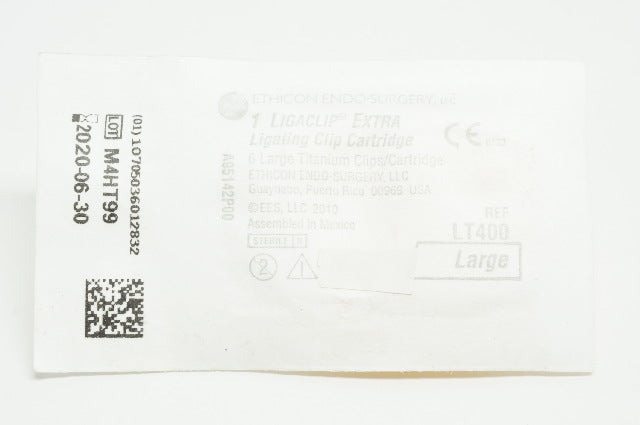 (01)10705036012832
LOT M4HT99
2020-06-30
ETHICON ENDO-SURGERY, LLC
1 LIGACLIP® EXTRA
Ligating Clip Cartridge
6 Large Titanium Clips/Cartridge
ETHICON ENDO-SURGERY, LLC
Guaynabo, Puerto Rico 00969 USA
©EES, LLC 2010
Assembled in Mexico
STERILE R
2
A95142P00
CE
REF
LT400
Large